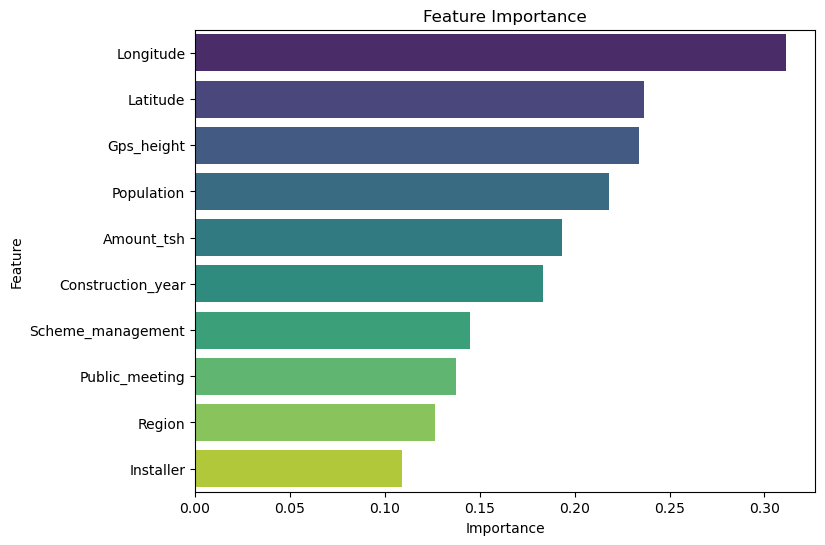 Feature Importance
Longitude
Latitude
Gps_height
Population
Amount_tsh
Construction_year
Scheme_management
Public_meeting
Region
Installer
Feature
0.00 0.05 0.10 0.15 0.20 0.25 0.30
Importance